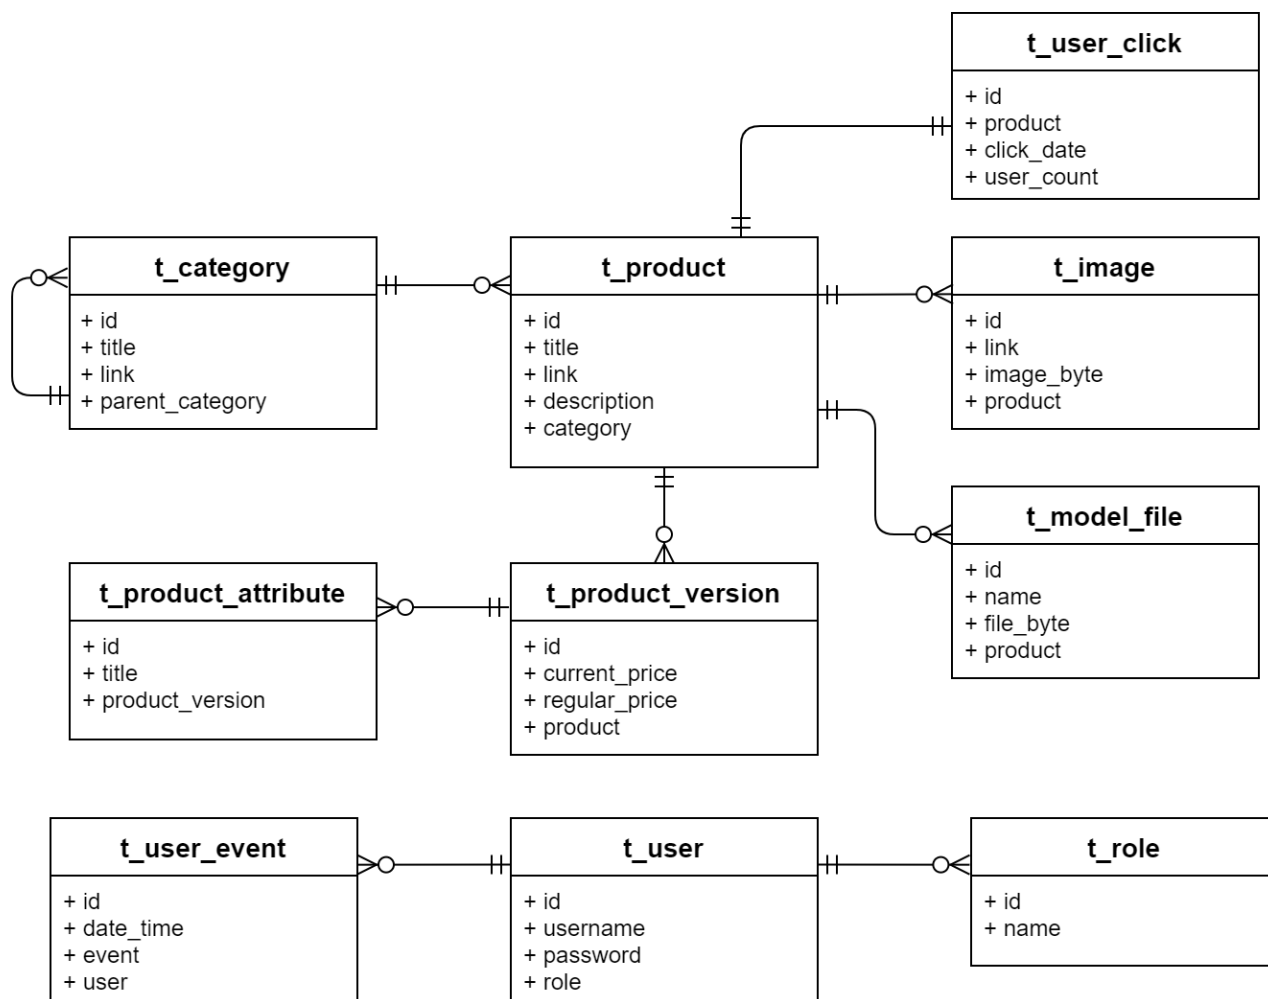 t_user_click
+ id
+ product
+ click_date
+ user_count
t_category
+ id
+ title
+ link
+ parent_category
t_product
+ id
+ title
+ link
+ description
+ category
t_image
+ id
+ link
+ image_byte
+ product
t_model_file
+ id
+ name
+ file_byte
+ product
t_product_attribute
+ id
+ title
+ product_version
t_product_version
+ id
+ current_price
+ regular_price
+ product
t_user_event
+ id
+ date_time
+ event
+ user
t_user
+ id
+ username
+ password
+ role
t_role
+ id
+ name